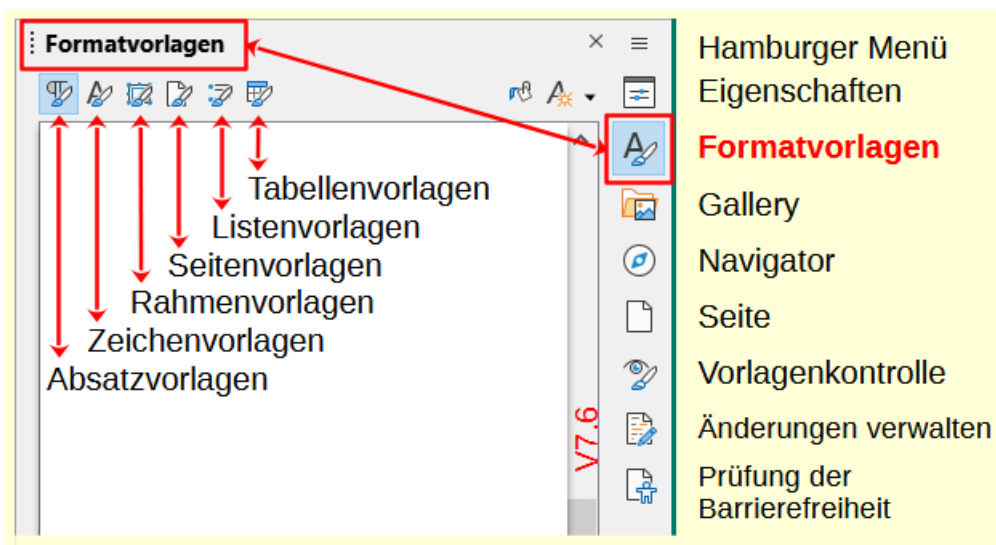 Formatvorlagen
Tabellenvorlagen
Listenvorlagen
Seitenvorlagen
Rahmenvorlagen
Zeichenvorlagen
Absatzvorlagen
V7.6
Hamburger Menü
Eigenschaften
Formatvorlagen
Gallery
Navigator
Seite
Vorlagenkontrolle
Änderungen verwalten
Prüfung der
Barrierefreiheit